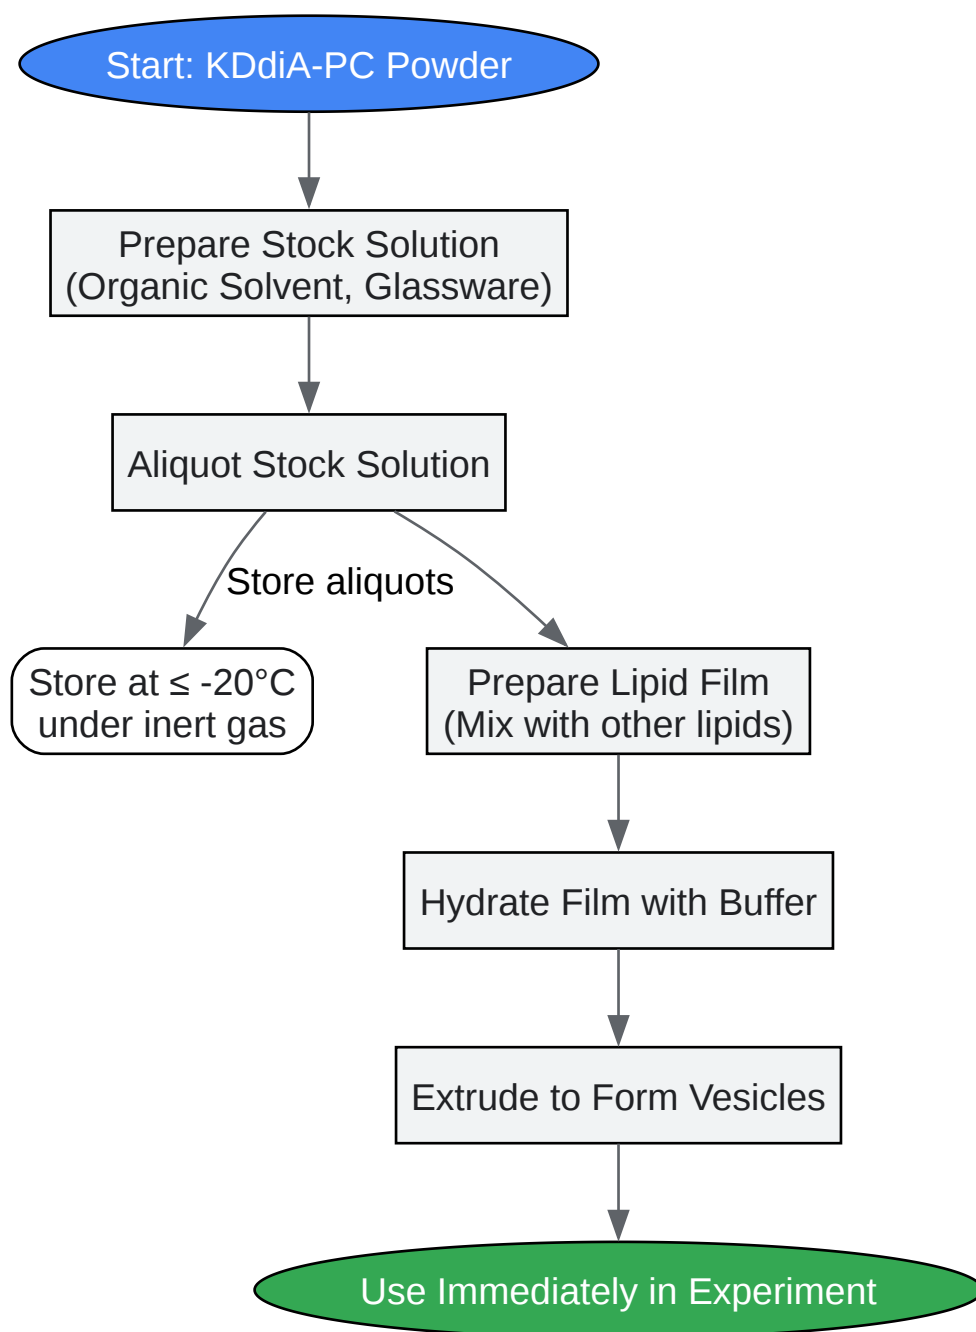 Start: KDdiA-PC Powder
Prepare Stock Solution
(Organic Solvent, Glassware)
Aliquot Stock Solution
Store aliquots
Store at ≤ -20°C
under inert gas
Prepare Lipid Film
(Mix with other lipids)
Hydrate Film with Buffer
Extrude to Form Vesicles
Use Immediately in Experiment